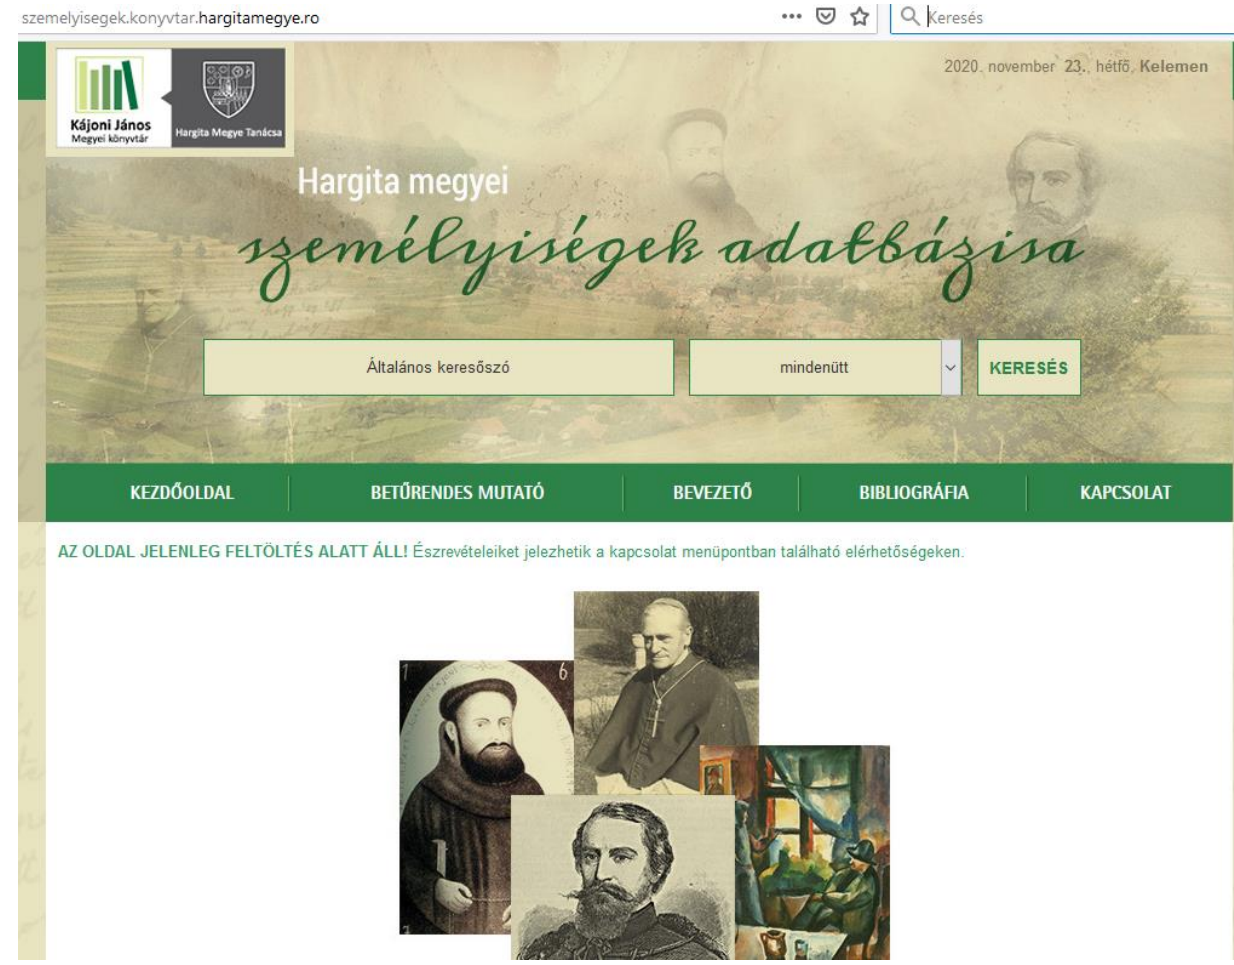 szemelyisegek.konyvtar.hargitamegye.ro
Keresés
2020. november 23., hétfő, Kelemen
Kájoni János
Megyei könyvtár
Hargita Megye Tanácsa
Hargita megyei
személyiségek adatbázisa
Általános keresőszó
mindenütt
KERESÉS
KEZDŐOLDAL
BETŰRENDES MUTATÓ
BEVEZETŐ
BIBLIOGRÁFIA
KAPCSOLAT
AZ OLDAL JELENLEG FELTÖLTÉS ALATT ÁLL! Észrevételeiket jelezhetik a kapcsolat menüpontban található elérhetőségeken.
1 6